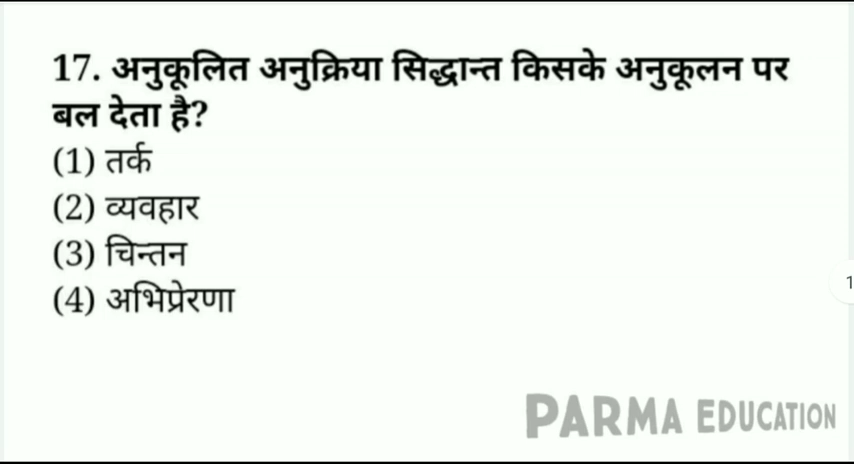 17. अनुकूलित अनुक्रिया सिद्धान्त किसके अनुकूलन पर
बल देता है?
(1) तर्क
(2) व्यवहार
(3) चिन्तन
(4) अभिप्रेरणा
1
PARMA EDUCATION